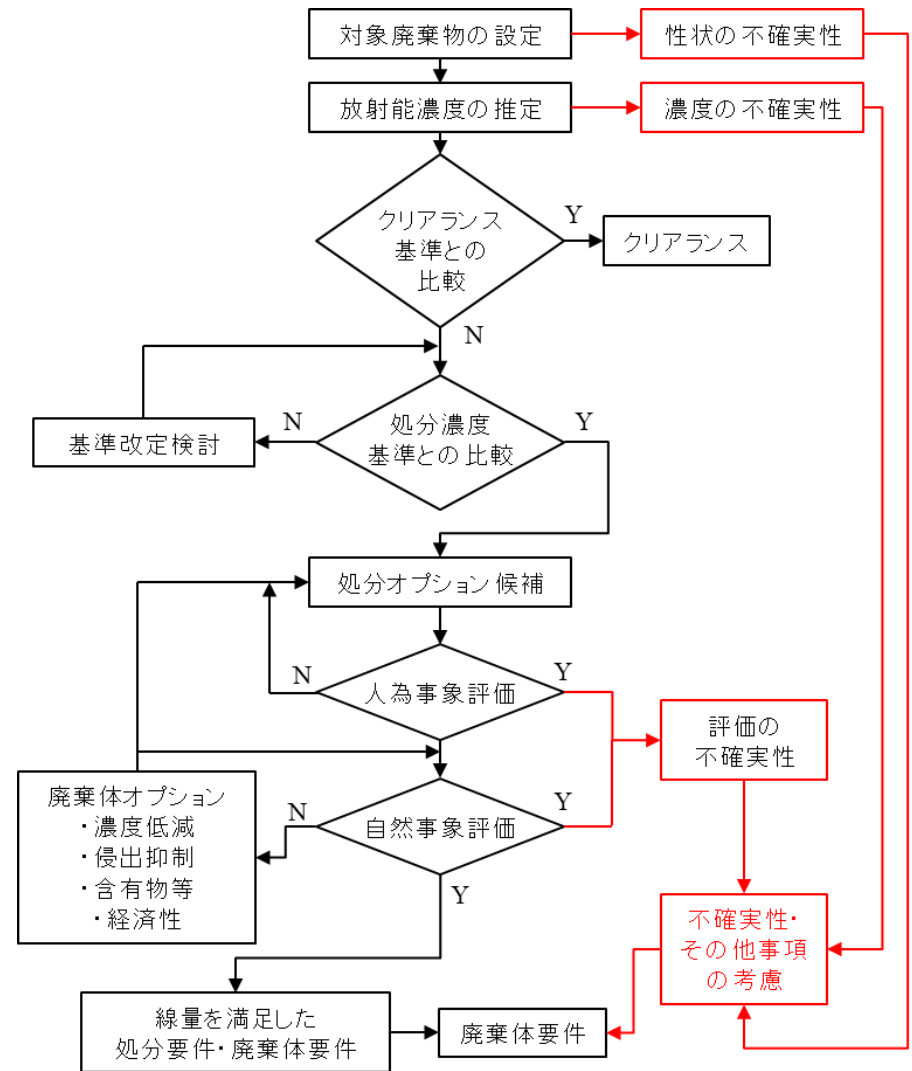 対象廃棄物の設定
性状の不確実性
放射能濃度の推定
濃度の不確実性
クリアランス
基準との
比較
Y
クリアランス
N
処分濃度
基準との比較
N
Y
基準改定検討
処分オプション候補
人為事象評価
N
Y
評価の
不確実性
自然事象評価
N
Y
Y
廃棄体オプション
・濃度低減
・侵出抑制
・含有物等
・経済性
不確実性・
その他事項
の考慮
線量を満足した
処分要件・廃棄体要件
廃棄体要件